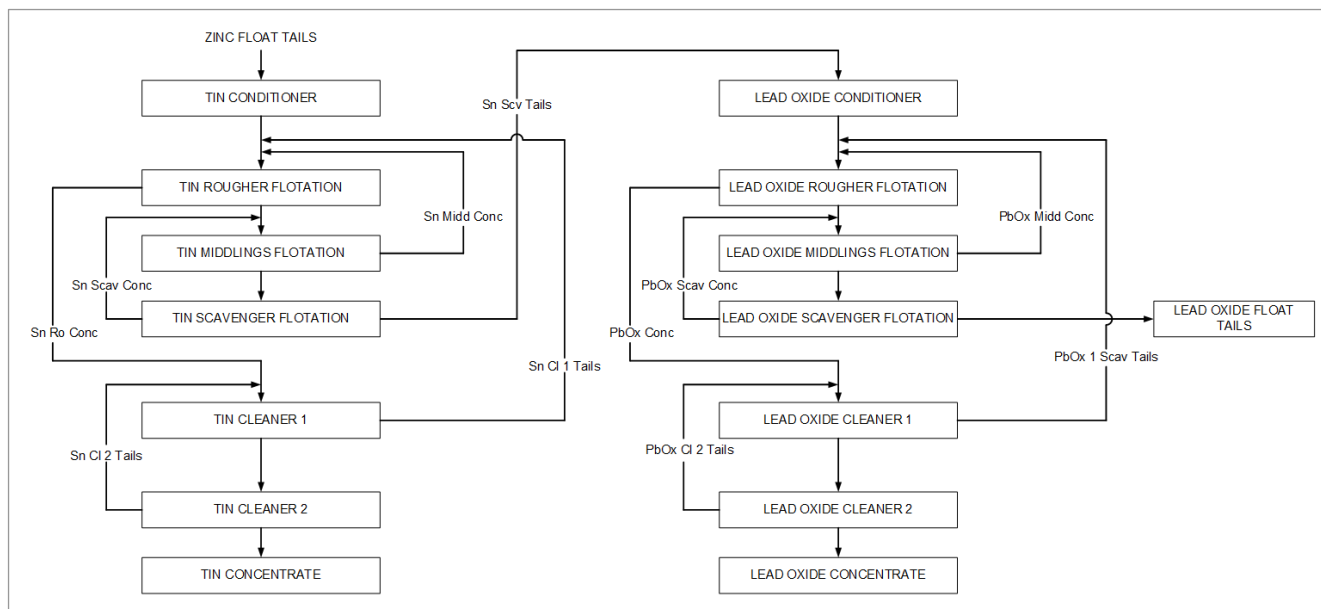 ZINC FLOAT TAILS
TIN CONDITIONER
Sn Scv Tails
LEAD OXIDE CONDITIONER
TIN ROUGHER FLOTATION
Sn Midd Conc
LEAD OXIDE ROUGHER FLOTATION
PbOx Midd Conc
TIN MIDDLINGS FLOTATION
LEAD OXIDE MIDDLINGS FLOTATION
Sn Scav Conc
PbOx Scav Conc
TIN SCAVENGER FLOTATION
LEAD OXIDE SCAVENGER FLOTATION
LEAD OXIDE FLOAT
TAILS
Sn Ro Conc
PbOx Conc
Sn Cl 1 Tails
PbOx 1 Scav Tails
TIN CLEANER 1
LEAD OXIDE CLEANER 1
Sn Cl 2 Tails
PbOx Cl 2 Tails
TIN CLEANER 2
LEAD OXIDE CLEANER 2
TIN CONCENTRATE
LEAD OXIDE CONCENTRATE